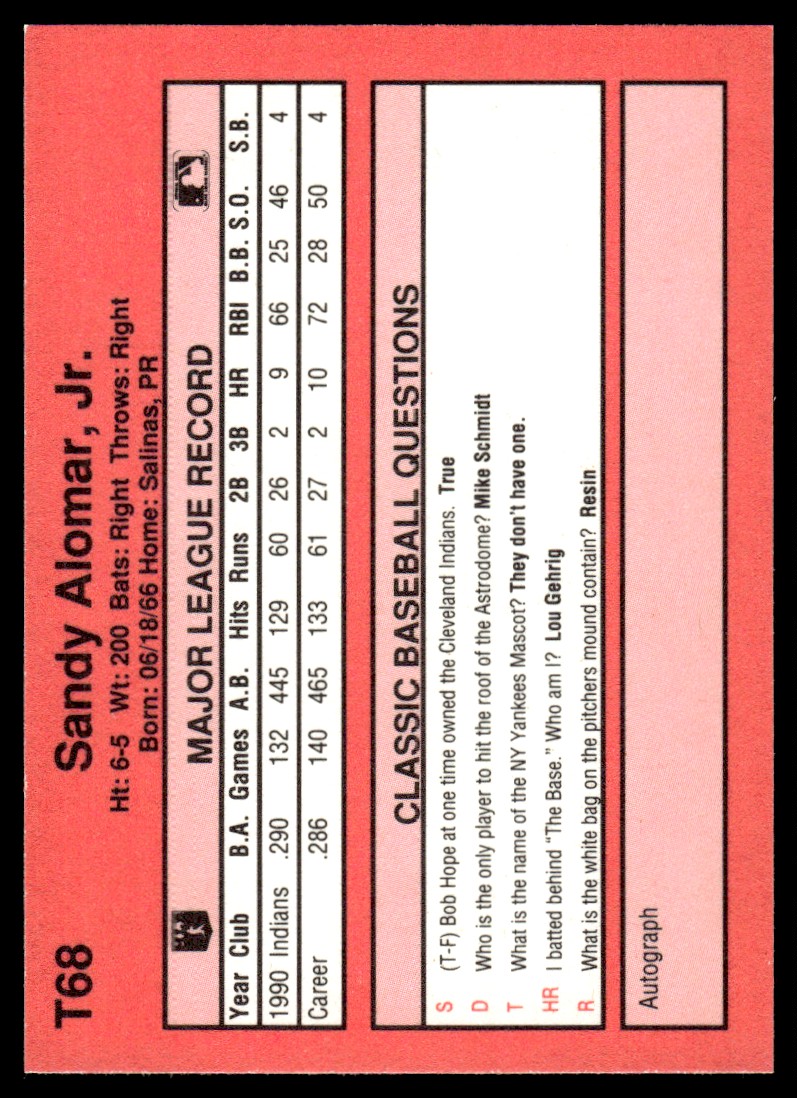 T68
Sandy Alomar, Jr.
Ht: 6-5 Wt: 200 Bats: Right Throws: Right
Born: 06/18/66 Home: Salinas, PR
MAJOR LEAGUE RECORD
Year Club B.A. Games A.B. Hits Runs 2B 3B HR RBI B.B. S.O. S.B.
1990 Indians .290 132 445 129 60 26 2 9 66 25 46 4
Career .286 140 465 133 61 27 2 10 72 28 50 4
CLASSIC BASEBALL QUESTIONS
S (T-F) Bob Hope at one time owned the Cleveland Indians. True
D Who is the only player to hit the roof of the Astrodome? Mike Schmidt
T What is the name of the NY Yankees Mascot? They don't have one.
HR I batted behind "The Base." Who am I? Lou Gehrig
R What is the white bag on the pitchers mound contain? Resin
Autograph